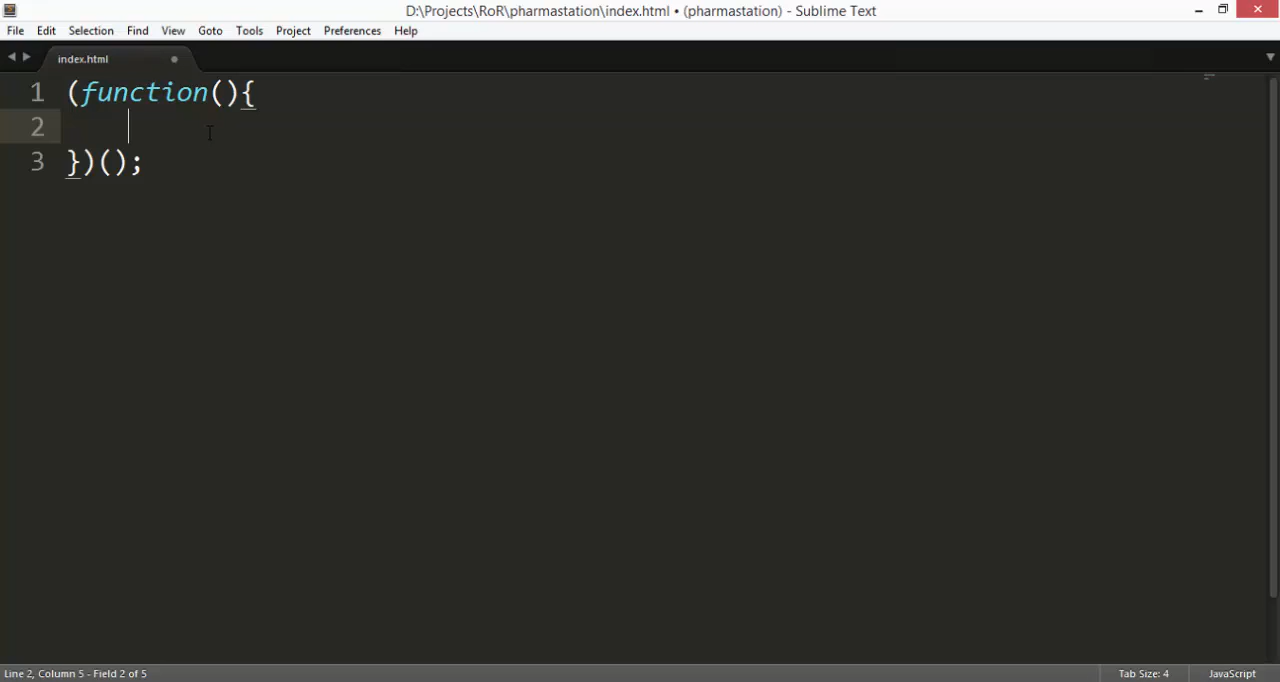 D:\Projects\RoR\pharmastation\index.html • (pharmastation) - Sublime Text
File Edit Selection Find View Goto Tools Project Preferences Help
index.html
1 (function(){
2
3 })();
Line 2, Column 5 - Field 2 of 5 Tab Size: 4 JavaScript